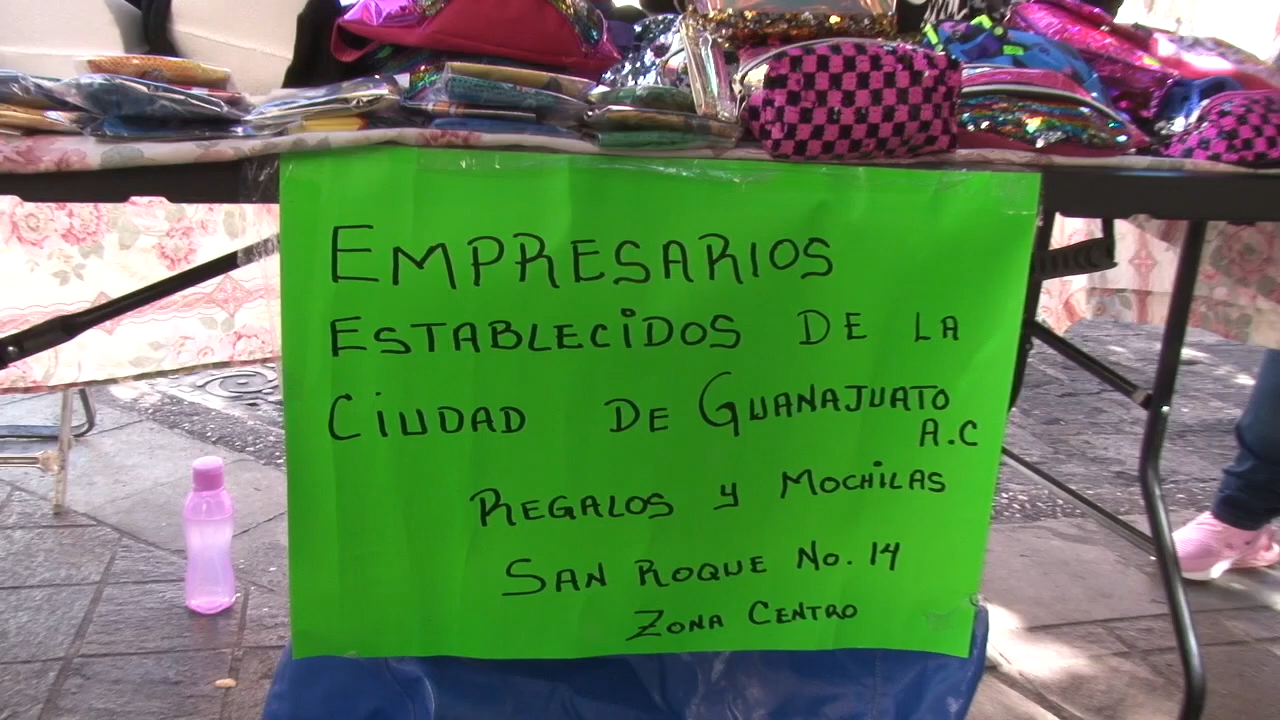 EMPRESARIOS
ESTABLECIDOS DE LA
CIUDAD DE GUANAJUATO
A.C
REGALOS Y MOCHILAS
SAN ROQUE No. 14
ZONA CENTRO